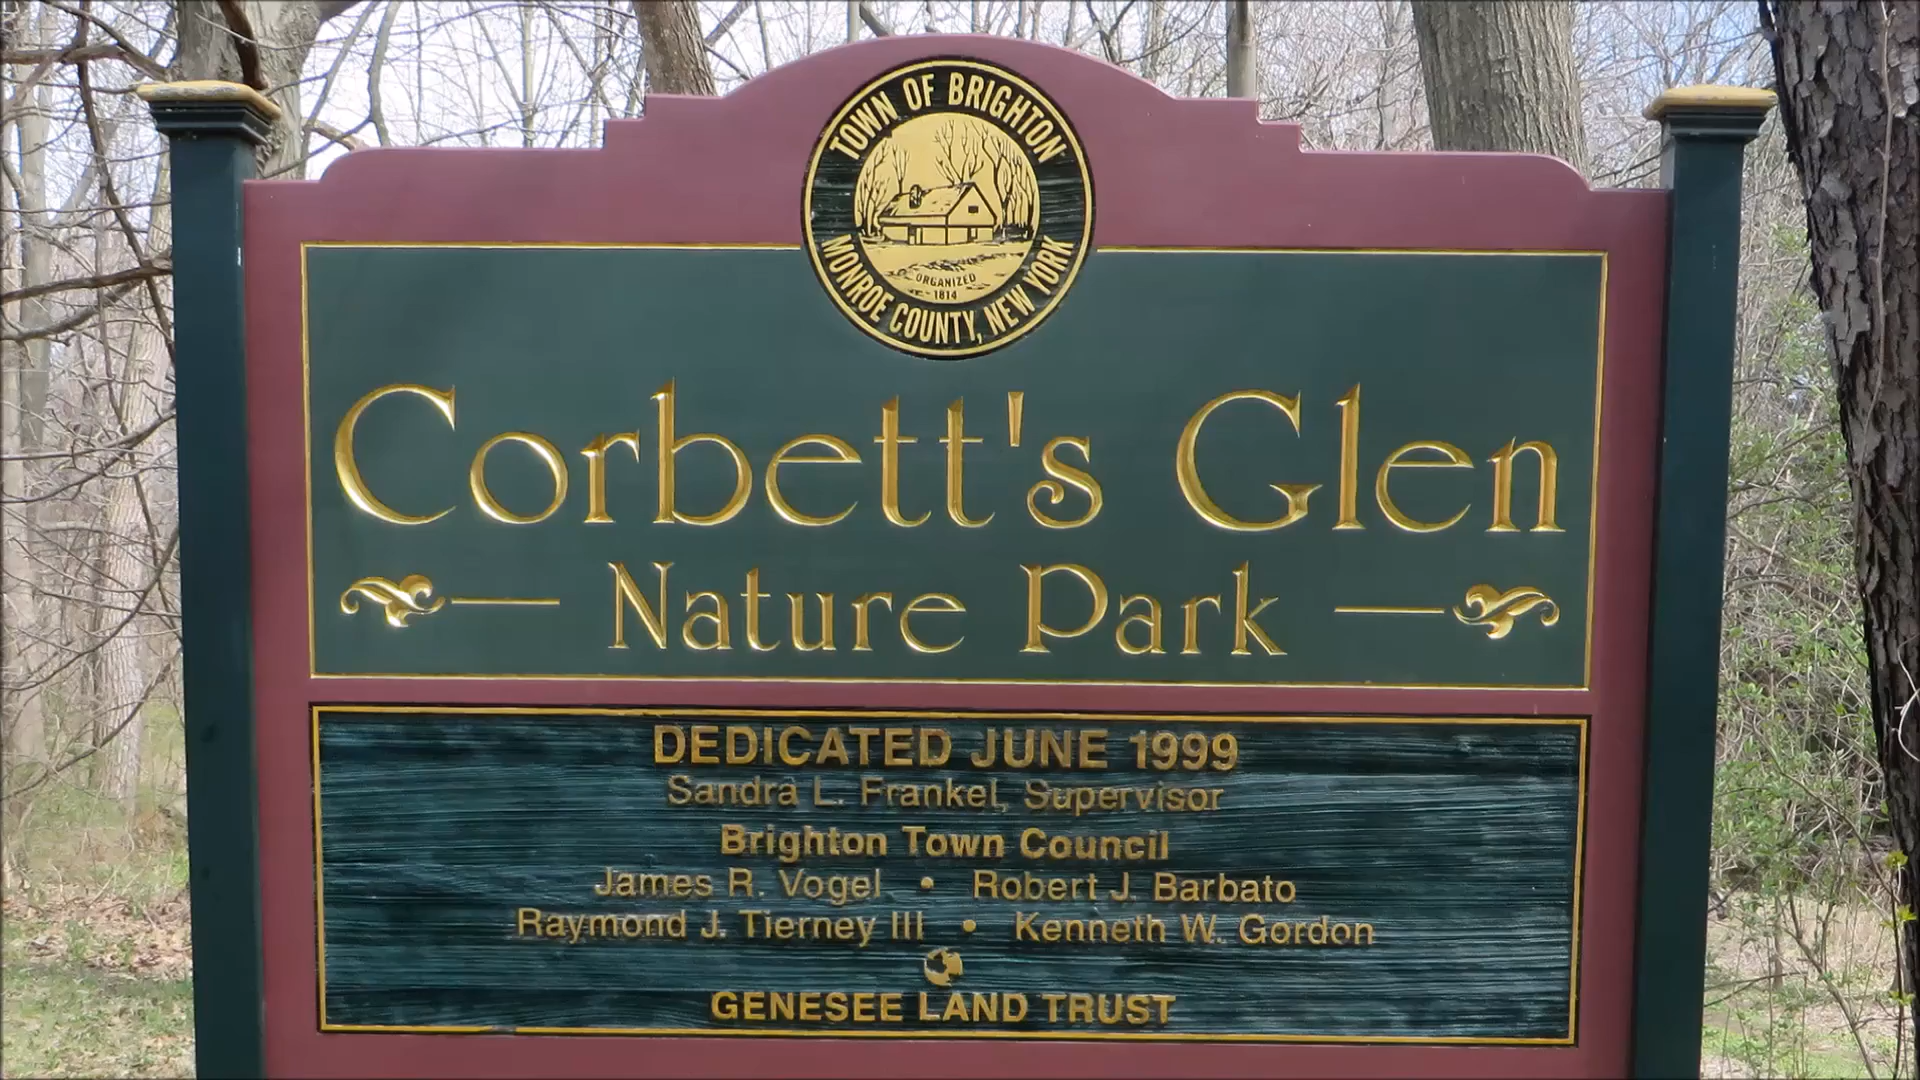 TOWN OF BRIGHTON
ORGANIZED
1814
MONROE COUNTY, NEW YORK
Corbett's Glen
Nature Park
DEDICATED JUNE 1999
Sandra L. Frankel, Supervisor
Brighton Town Council
James R. Vogel • Robert J. Barbato
Raymond J. Tierney III • Kenneth W. Gordon
GENESEE LAND TRUST